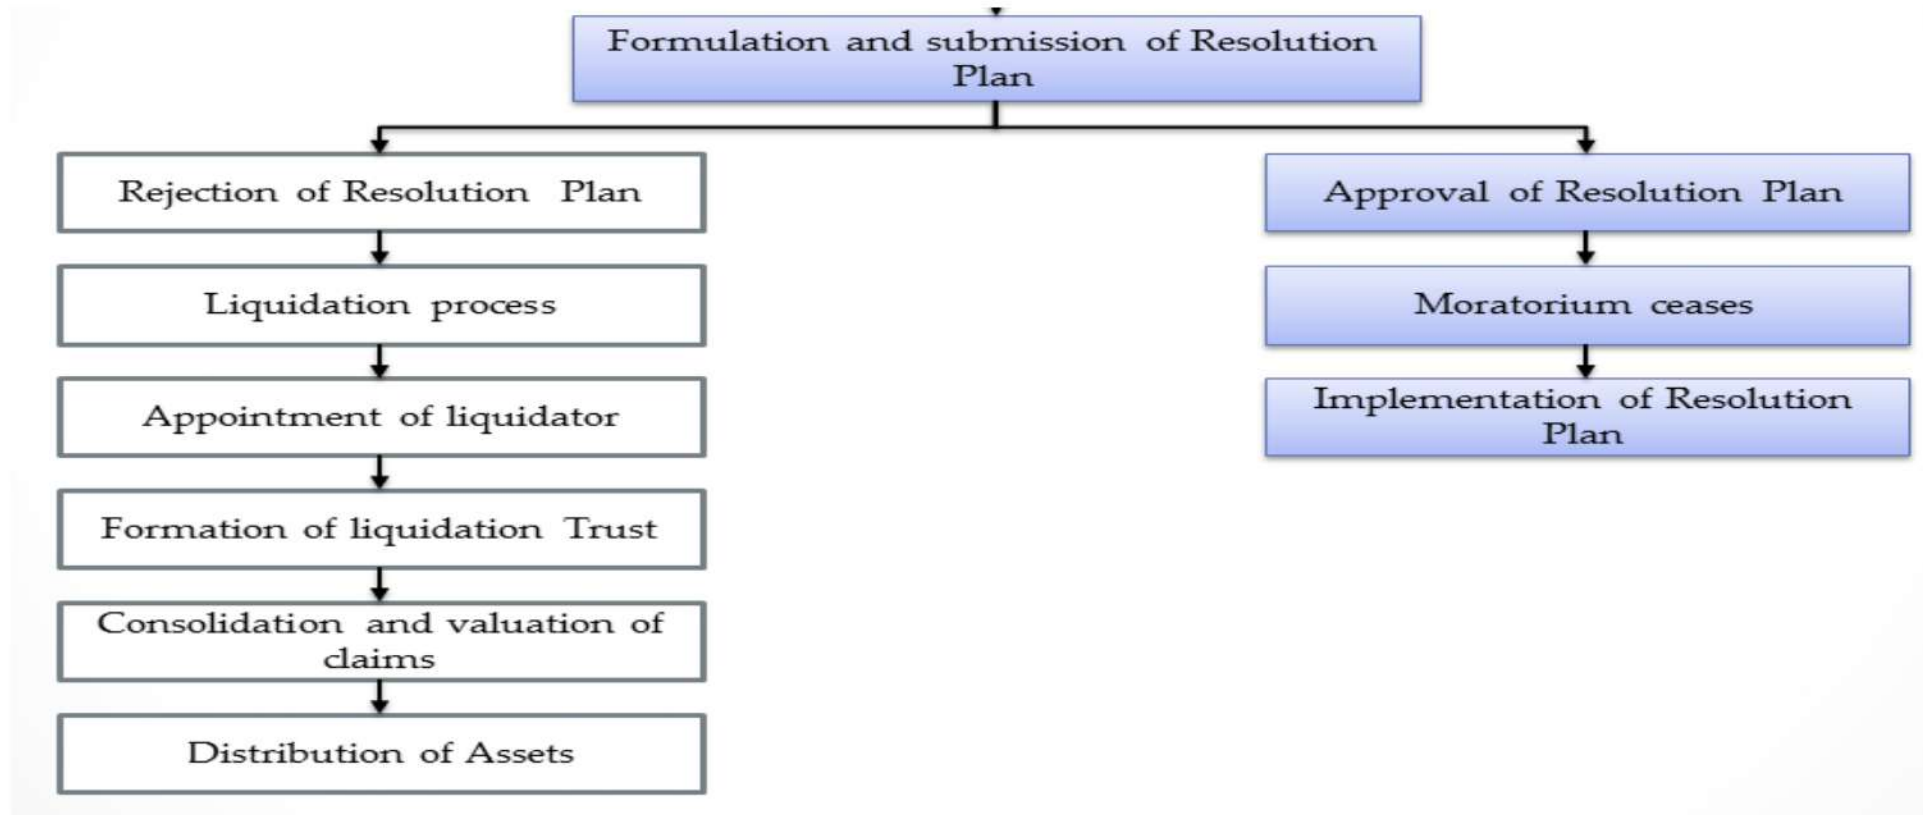 Formulation and submission of Resolution
Plan
Rejection of Resolution Plan
Liquidation process
Appointment of liquidator
Formation of liquidation Trust
Consolidation and valuation of
claims
Distribution of Assets
Approval of Resolution Plan
Moratorium ceases
Implementation of Resolution
Plan